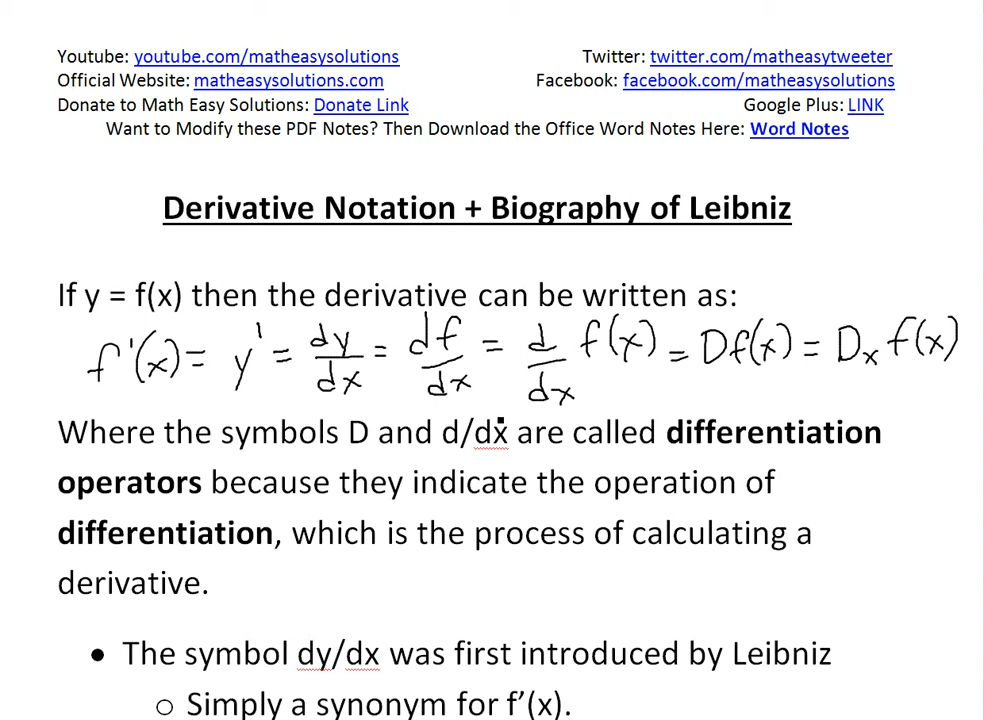 Youtube: youtube.com/matheasysolutions Twitter: twitter.com/matheasytweeter
Official Website: matheasysolutions.com Facebook: facebook.com/matheasysolutions
Donate to Math Easy Solutions: Donate Link Google Plus: LINK
Want to Modify these PDF Notes? Then Download the Office Word Notes Here: Word Notes
Derivative Notation + Biography of Leibniz
If y = f(x) then the derivative can be written as:
f'(x) = y' = dy/dx = df/dx = d/dx f(x) = Df(x) = Dₓ f(x)
Where the symbols D and d/dx are called differentiation
operators because they indicate the operation of
differentiation, which is the process of calculating a
derivative.
• The symbol dy/dx was first introduced by Leibniz
○ Simply a synonym for f’(x).